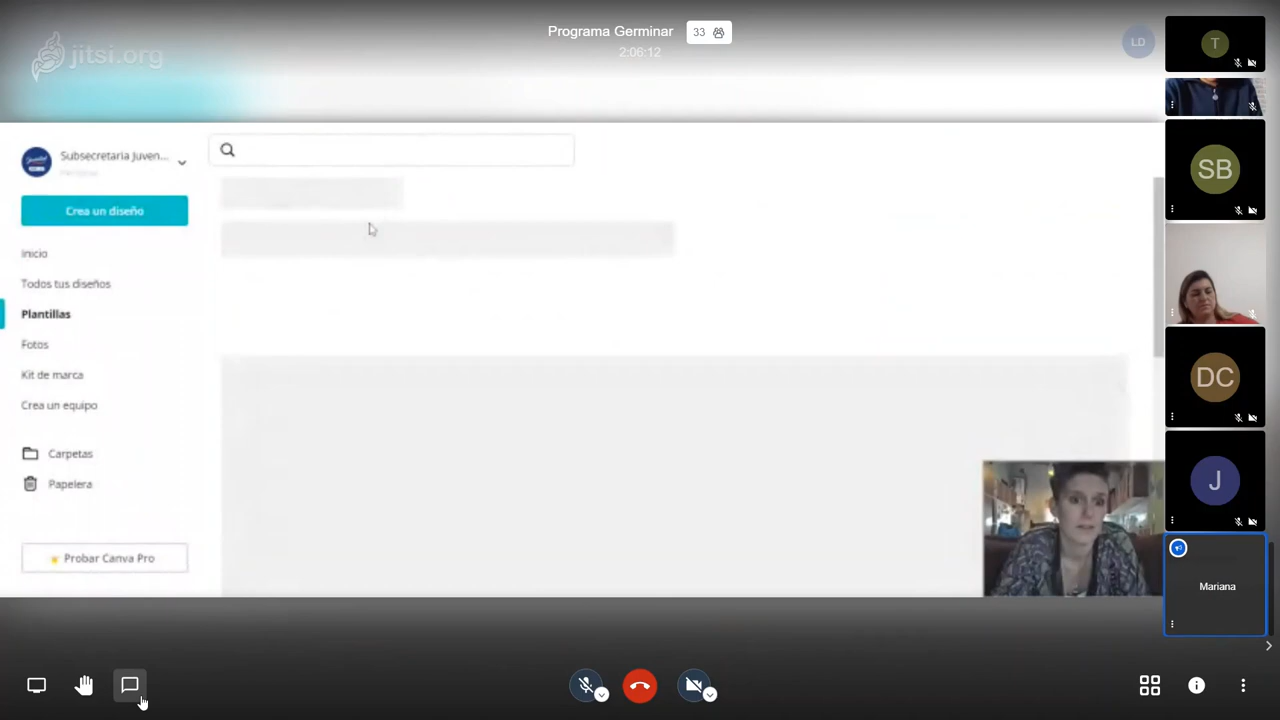 jitsi.org
Programa Germinar
33
2:06:12
LD
T
Subsecretaria Juven...
Crea un diseño
Inicio
Todos tus diseños
Plantillas
Fotos
Kit de marca
Crea un equipo
Carpetas
Papelera
Probar Canva Pro
SB
DC
J
Mariana